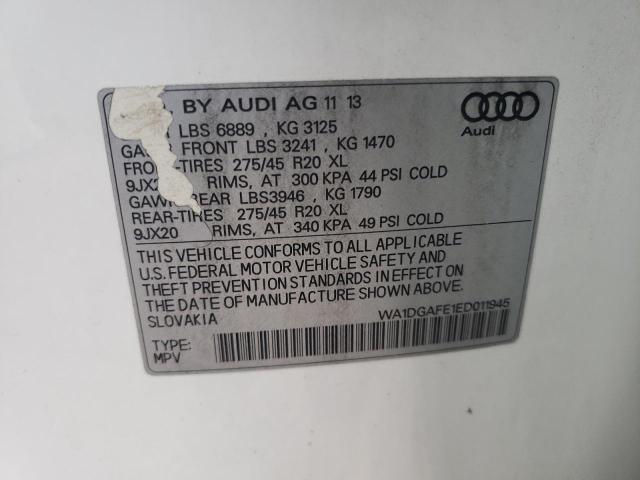 BY AUDI AG 11 13
LBS 6889 , KG 3125
FRONT LBS 3241 , KG 1470
FRONT-TIRES 275/45 R20 XL
RIMS, AT 300 KPA 44 PSI COLD
REAR LBS3946 , KG 1790
REAR-TIRES 275/45 R20 XL
9JX20 RIMS, AT 340 KPA 49 PSI COLD
THIS VEHICLE CONFORMS TO ALL APPLICABLE
U.S. FEDERAL MOTOR VEHICLE SAFETY AND
THEFT PREVENTION STANDARDS IN EFFECT ON
THE DATE OF MANUFACTURE SHOWN ABOVE.
SLOVAKIA
Audi
WA1DGAFE1ED011945
TYPE:
MPV